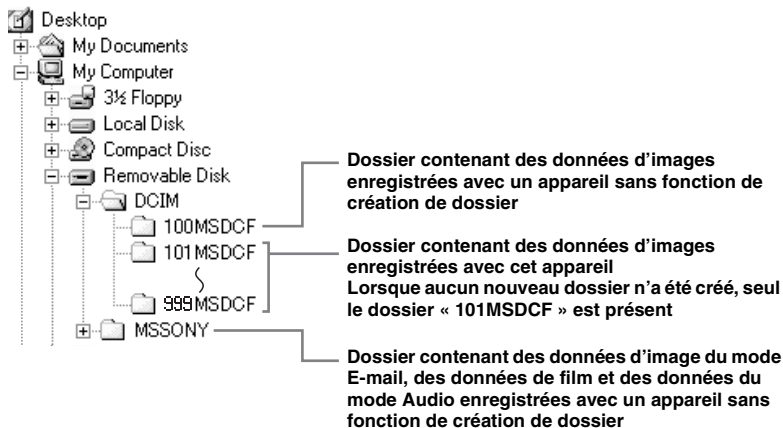 Desktop
My Documents
My Computer
3½ Floppy
Local Disk
Compact Disc
Removable Disk
DCIM
100MSDCF
101MSDCF
999MSDCF
MSSONY
Dossier contenant des données d’images
enregistrées avec un appareil sans fonction de
création de dossier
Dossier contenant des données d’images
enregistrées avec cet appareil
Lorsque aucun nouveau dossier n’a été créé, seul
le dossier « 101MSDCF » est présent
Dossier contenant des données d’image du mode
E-mail, des données de film et des données du
mode Audio enregistrées avec un appareil sans
fonction de création de dossier